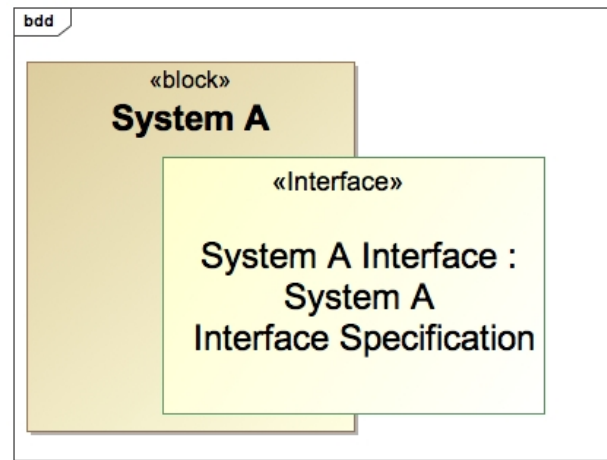 bdd
«block»
System A
«Interface»
System A Interface :
System A
Interface Specification